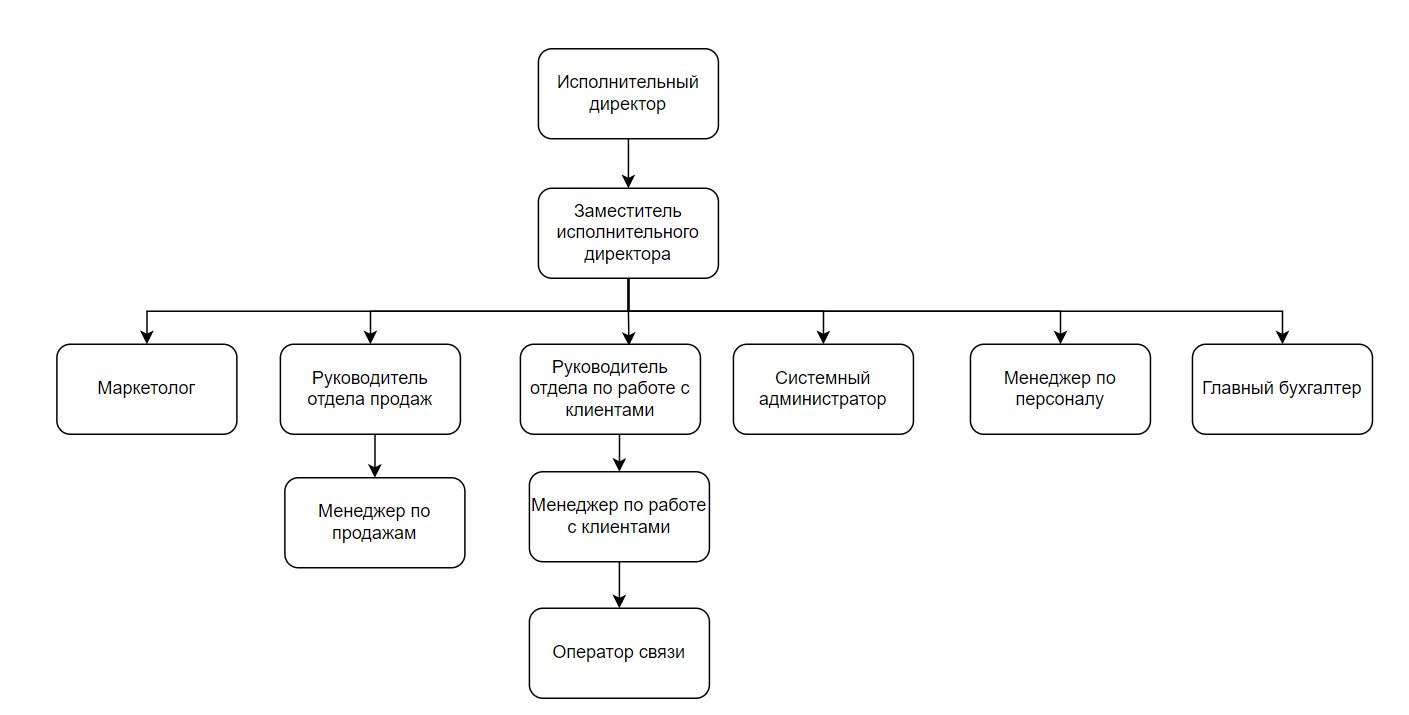 Исполнительный
директор
Заместитель
исполнительного
директора
Маркетолог
Руководитель
отдела продаж
Руководитель
отдела по работе с
клиентами
Системный
администратор
Менеджер по
персоналу
Главный бухгалтер
Менеджер по
продажам
Менеджер по работе
с клиентами
Оператор связи